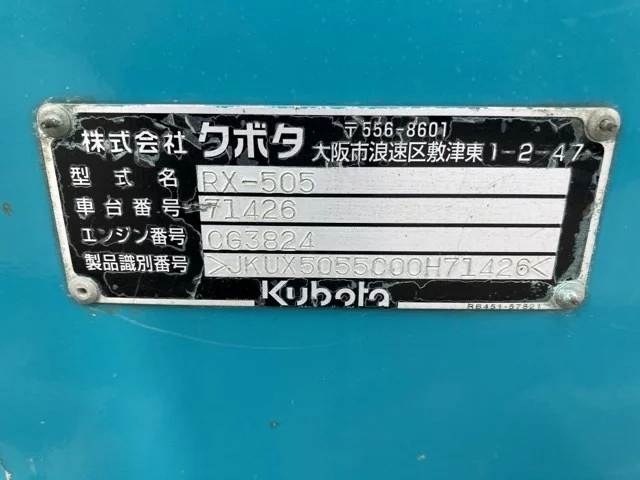 株式会社 クボタ 〒556-8601
大阪市浪速区敷津東1-2-47
型式名 RX-505
車台番号 71426
エンジン番号 CG3824
製品識別番号 >JKUX5055C00H71426<
Kubota
RB451-57821